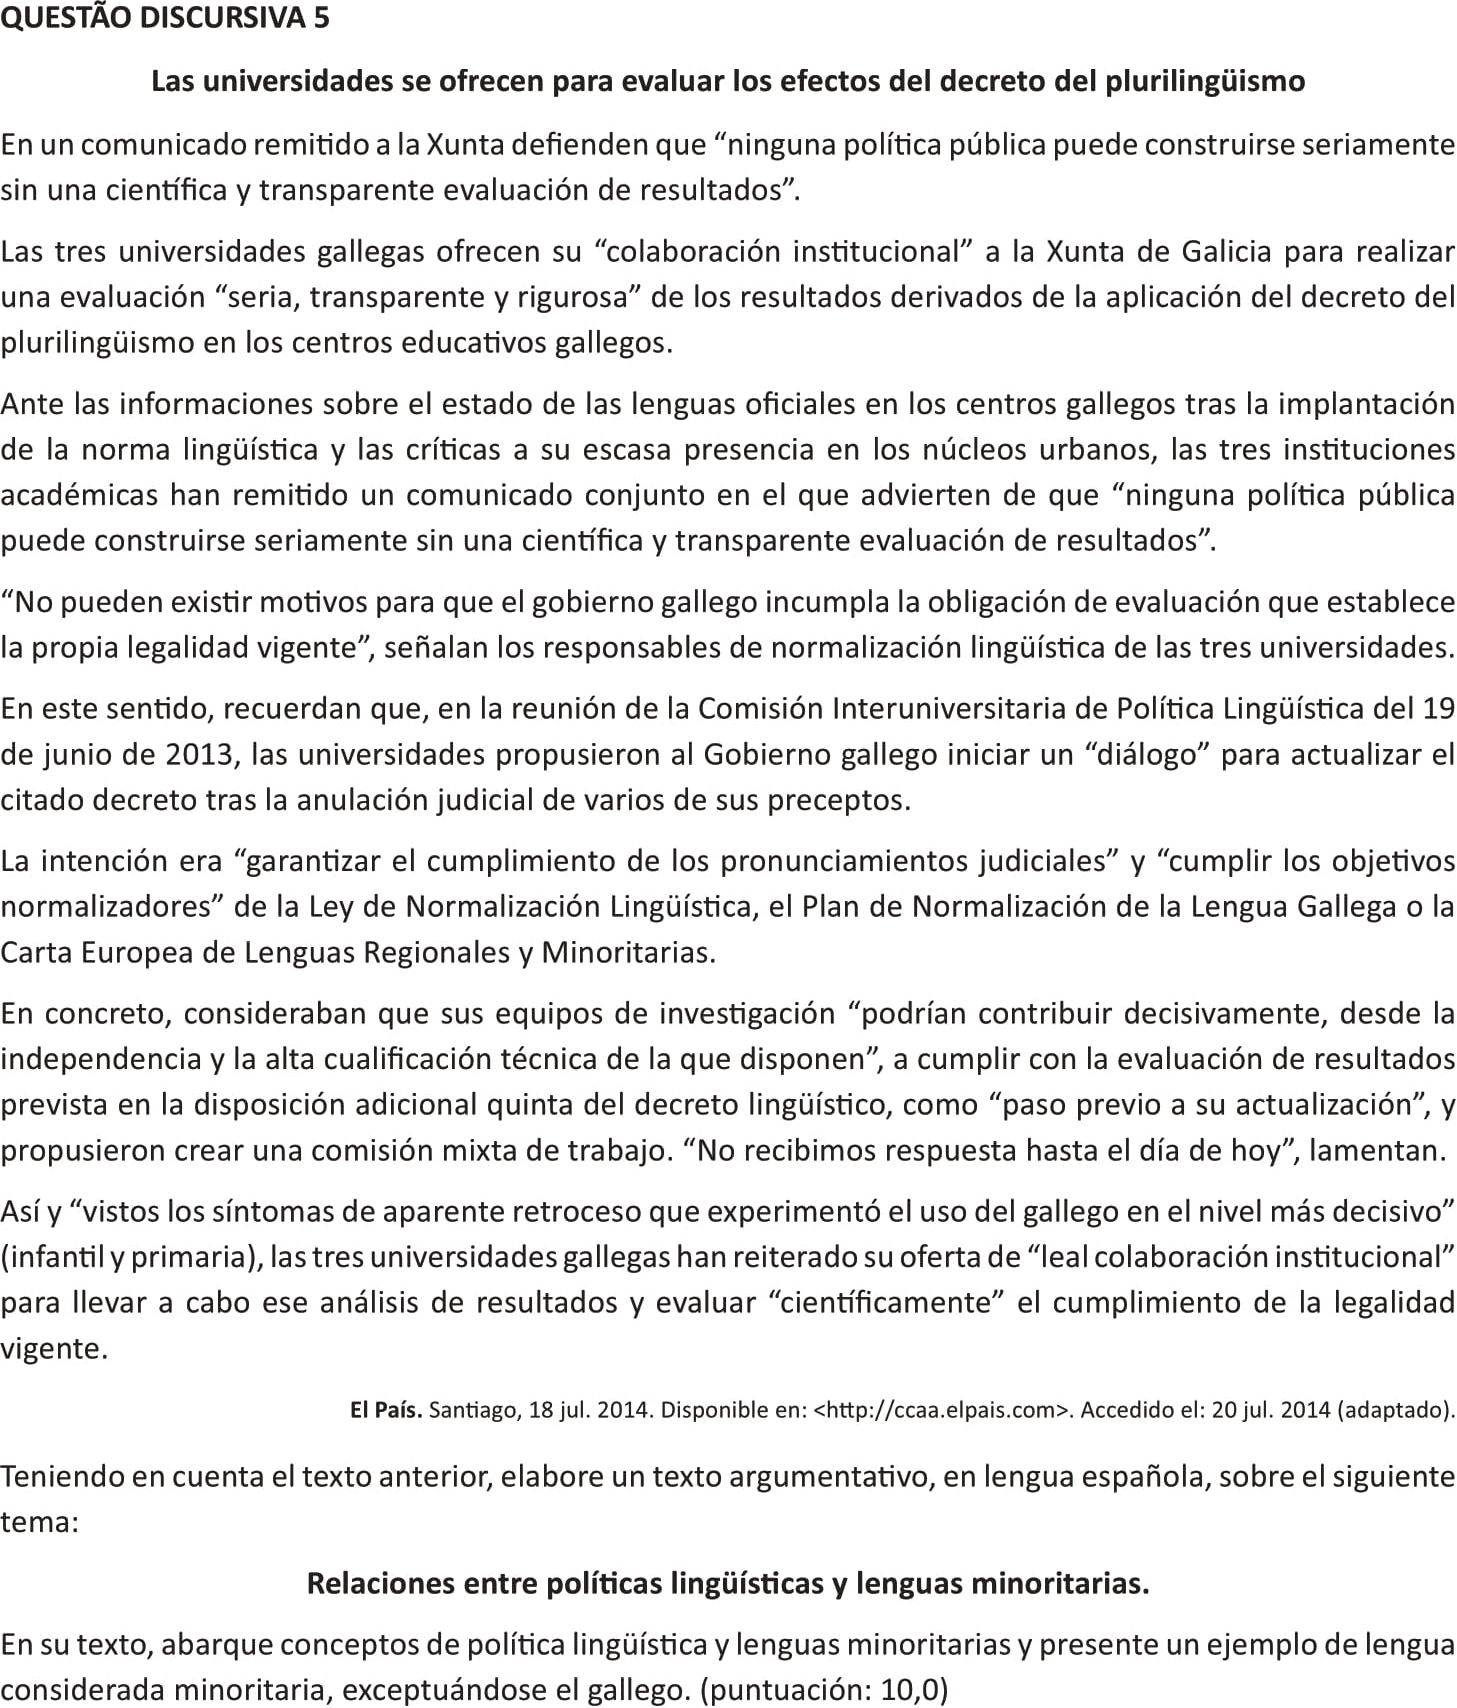 QUESTÃO DISCURSIVA 5
Las universidades se ofrecen para evaluar los efectos del decreto del plurilingüismo
En un comunicado remitido a la Xunta defienden que “ninguna política pública puede construirse seriamente
sin una científica y transparente evaluación de resultados”.
Las tres universidades gallegas ofrecen su “colaboración institucional” a la Xunta de Galicia para realizar
una evaluación “seria, transparente y rigurosa” de los resultados derivados de la aplicación del decreto del
plurilingüismo en los centros educativos gallegos.
Ante las informaciones sobre el estado de las lenguas oficiales en los centros gallegos tras la implantación
de la norma lingüística y las críticas a su escasa presencia en los núcleos urbanos, las tres instituciones
académicas han remitido un comunicado conjunto en el que advierten de que “ninguna política pública
puede construirse seriamente sin una científica y transparente evaluación de resultados”.
“No pueden existir motivos para que el gobierno gallego incumpla la obligación de evaluación que establece
la propia legalidad vigente”, señalan los responsables de normalización lingüística de las tres universidades.
En este sentido, recuerdan que, en la reunión de la Comisión Interuniversitaria de Política Lingüística del 19
de junio de 2013, las universidades propusieron al Gobierno gallego iniciar un “diálogo” para actualizar el
citado decreto tras la anulación judicial de varios de sus preceptos.
La intención era “garantizar el cumplimiento de los pronunciamientos judiciales” y “cumplir los objetivos
normalizadores” de la Ley de Normalización Lingüística, el Plan de Normalización de la Lengua Gallega o la
Carta Europea de Lenguas Regionales y Minoritarias.
En concreto, consideraban que sus equipos de investigación “podrían contribuir decisivamente, desde la
independencia y la alta cualificación técnica de la que disponen”, a cumplir con la evaluación de resultados
prevista en la disposición adicional quinta del decreto lingüístico, como “paso previo a su actualización”, y
propusieron crear una comisión mixta de trabajo. “No recibimos respuesta hasta el día de hoy”, lamentan.
Así y “vistos los síntomas de aparente retroceso que experimentó el uso del gallego en el nivel más decisivo”
(infantil y primaria), las tres universidades gallegas han reiterado su oferta de “leal colaboración institucional”
para llevar a cabo ese análisis de resultados y evaluar “científicamente” el cumplimiento de la legalidad
vigente.
El País. Santiago, 18 jul. 2014. Disponible en: <http://ccaa.elpais.com>. Accedido el: 20 jul. 2014 (adaptado).
Teniendo en cuenta el texto anterior, elabore un texto argumentativo, en lengua española, sobre el siguiente
tema:
Relaciones entre políticas lingüísticas y lenguas minoritarias.
En su texto, abarque conceptos de política lingüística y lenguas minoritarias y presente un ejemplo de lengua
considerada minoritaria, exceptuándose el gallego. (puntuación: 10,0)